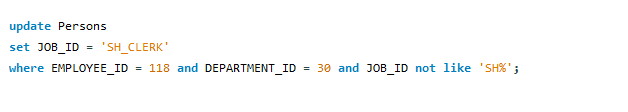 update Persons
set JOB_ID = 'SH_CLERK'
where EMPLOYEE_ID = 118 and DEPARTMENT_ID = 30 and JOB_ID not like 'SH%';